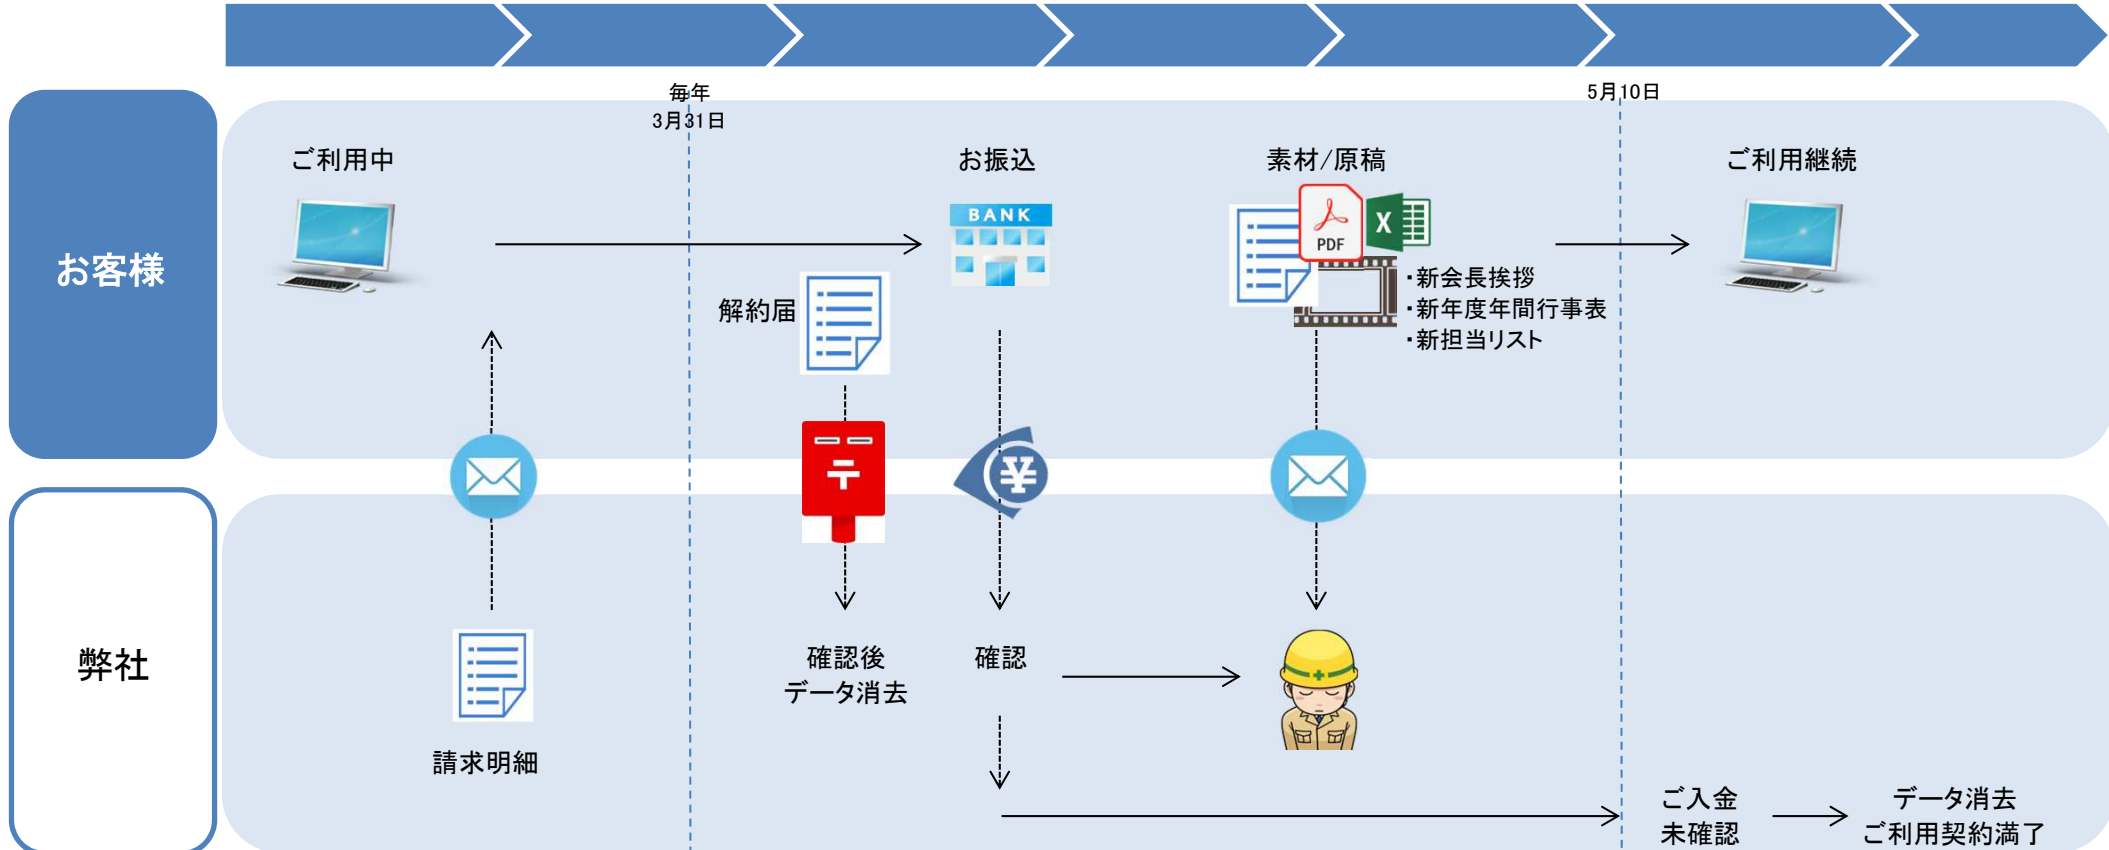 毎年
3月31日
5月10日
お客様
ご利用中
お振込
素材/原稿
ご利用継続
BANK
PDF
X
解約届
・新会長挨拶
・新年度年間行事表
・新担当リスト
〒
¥
弊社
請求明細
確認後
データ消去
確認
ご入金
未確認
データ消去
ご利用契約満了